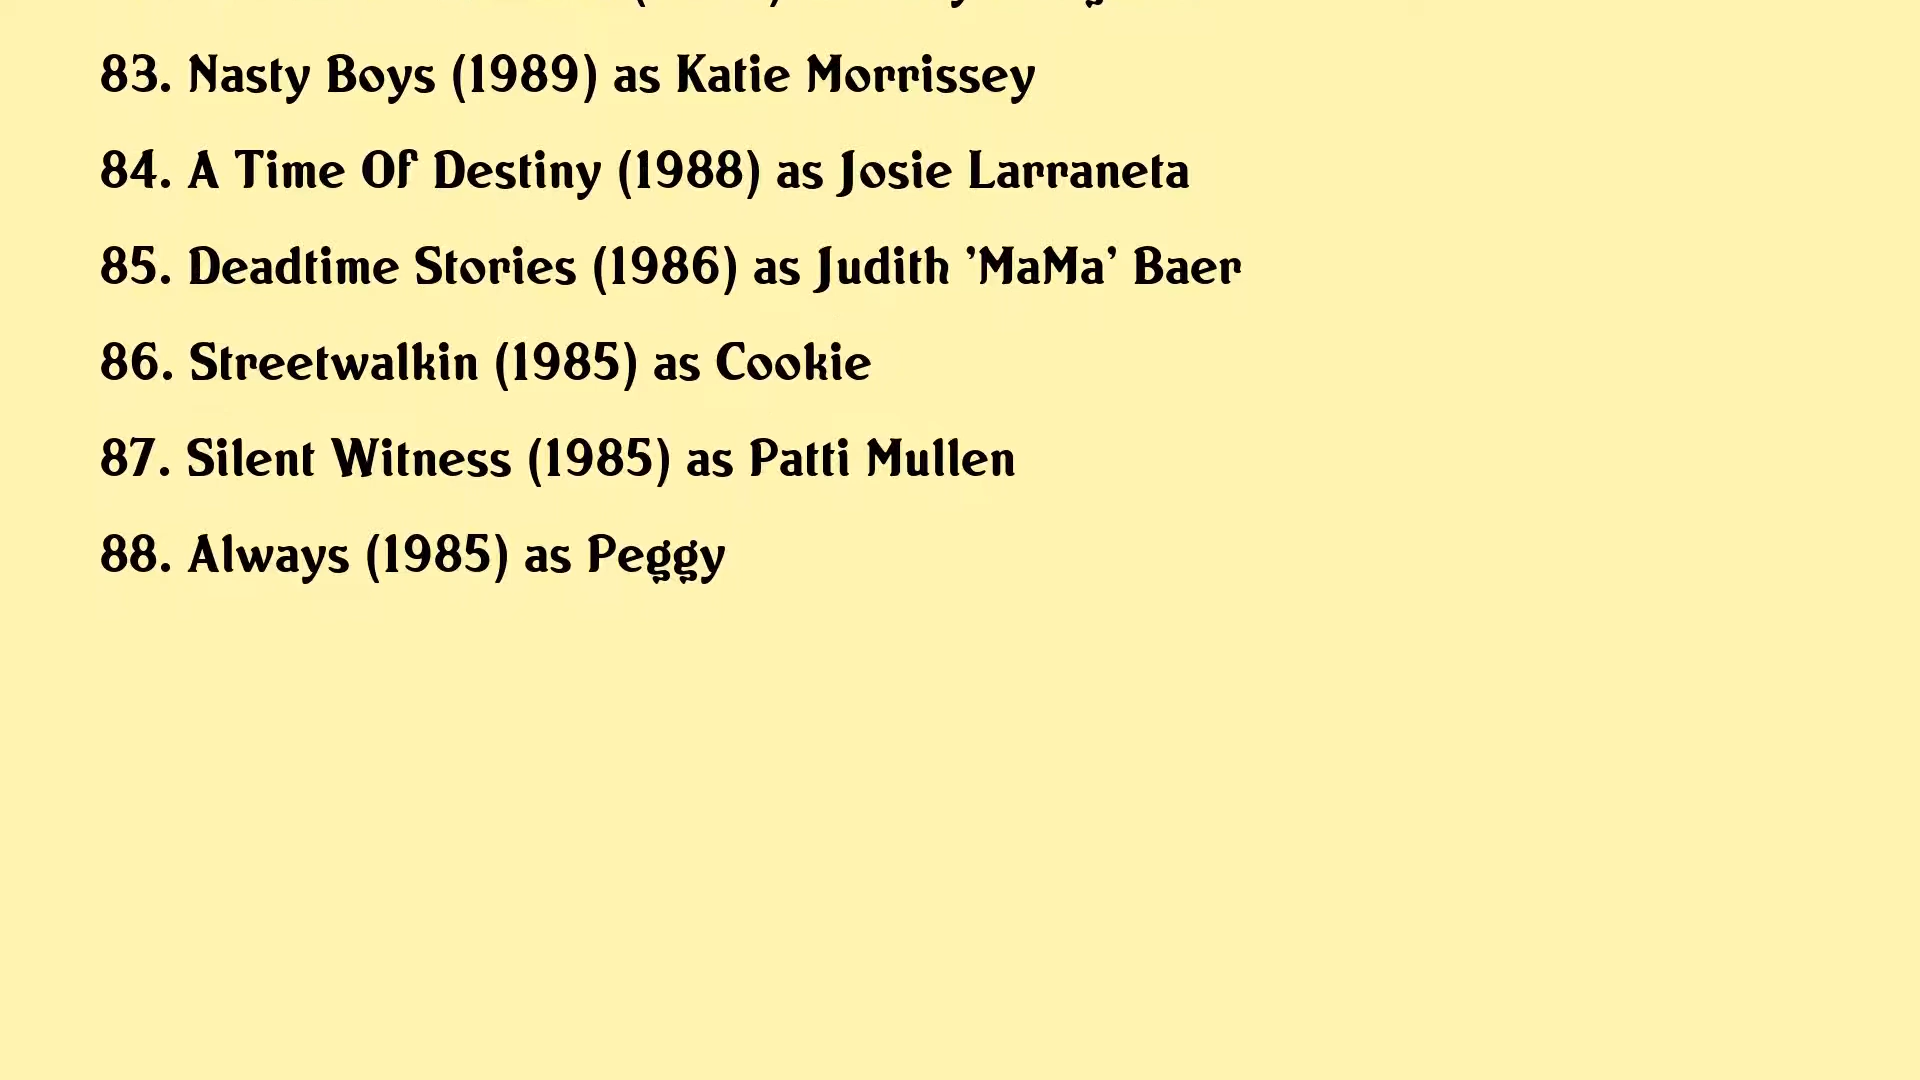 83. Nasty Boys (1989) as Katie Morrissey
84. A Time Of Destiny (1988) as Josie Larraneta
85. Deadtime Stories (1986) as Judith 'MaMa' Baer
86. Streetwalkin (1985) as Cookie
87. Silent Witness (1985) as Patti Mullen
88. Always (1985) as Peggy